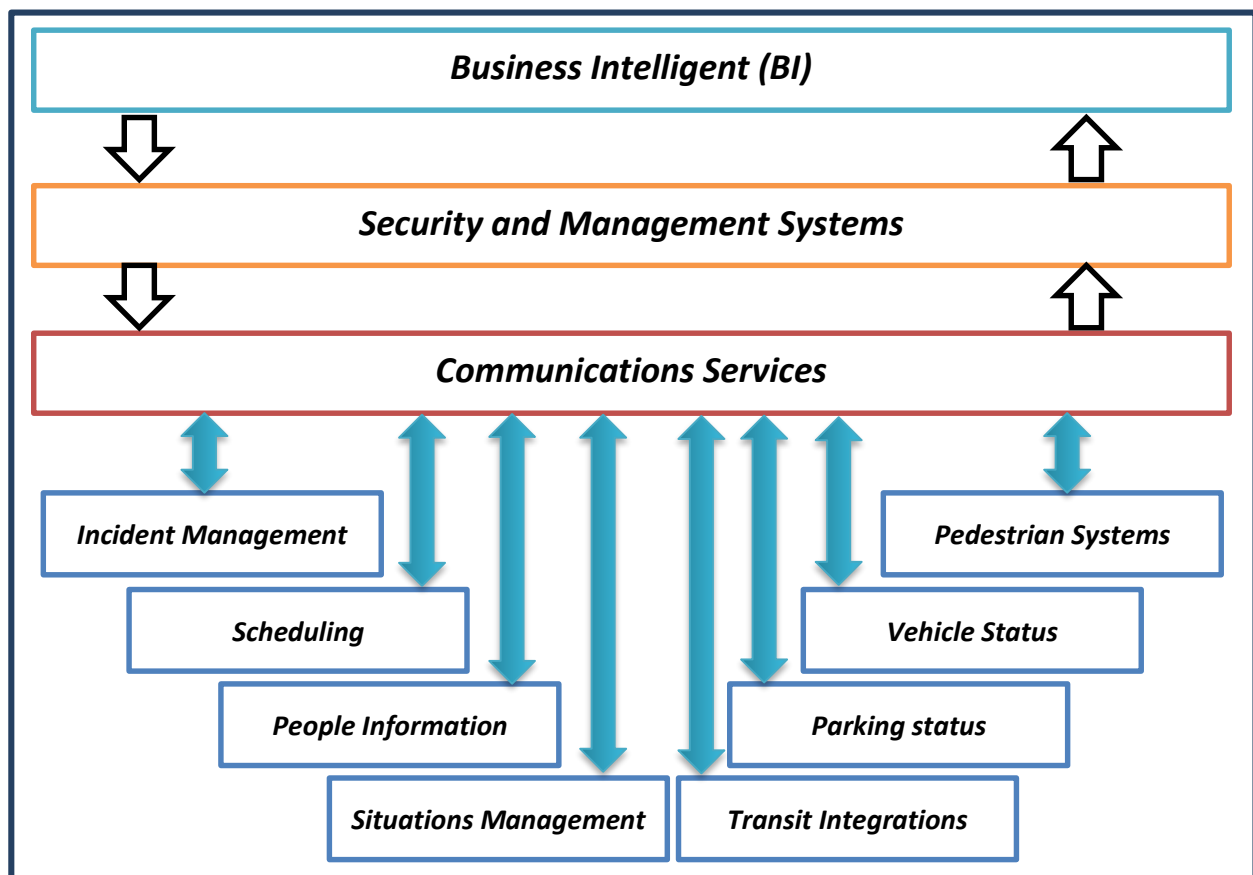 Business Intelligent (BI)
Security and Management Systems
Communications Services
Incident Management
Pedestrian Systems
Scheduling
Vehicle Status
People Information
Parking status
Situations Management
Transit Integrations